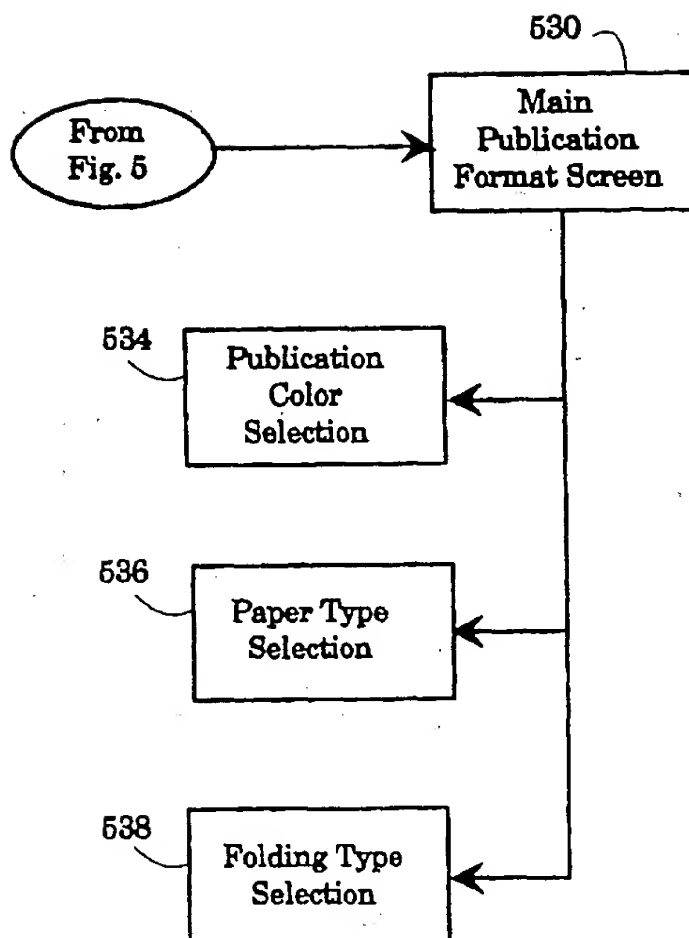 530
Main
Publication
Format Screen
From
Fig. 5
534
Publication
Color
Selection
536
Paper Type
Selection
538
Folding Type
Selection